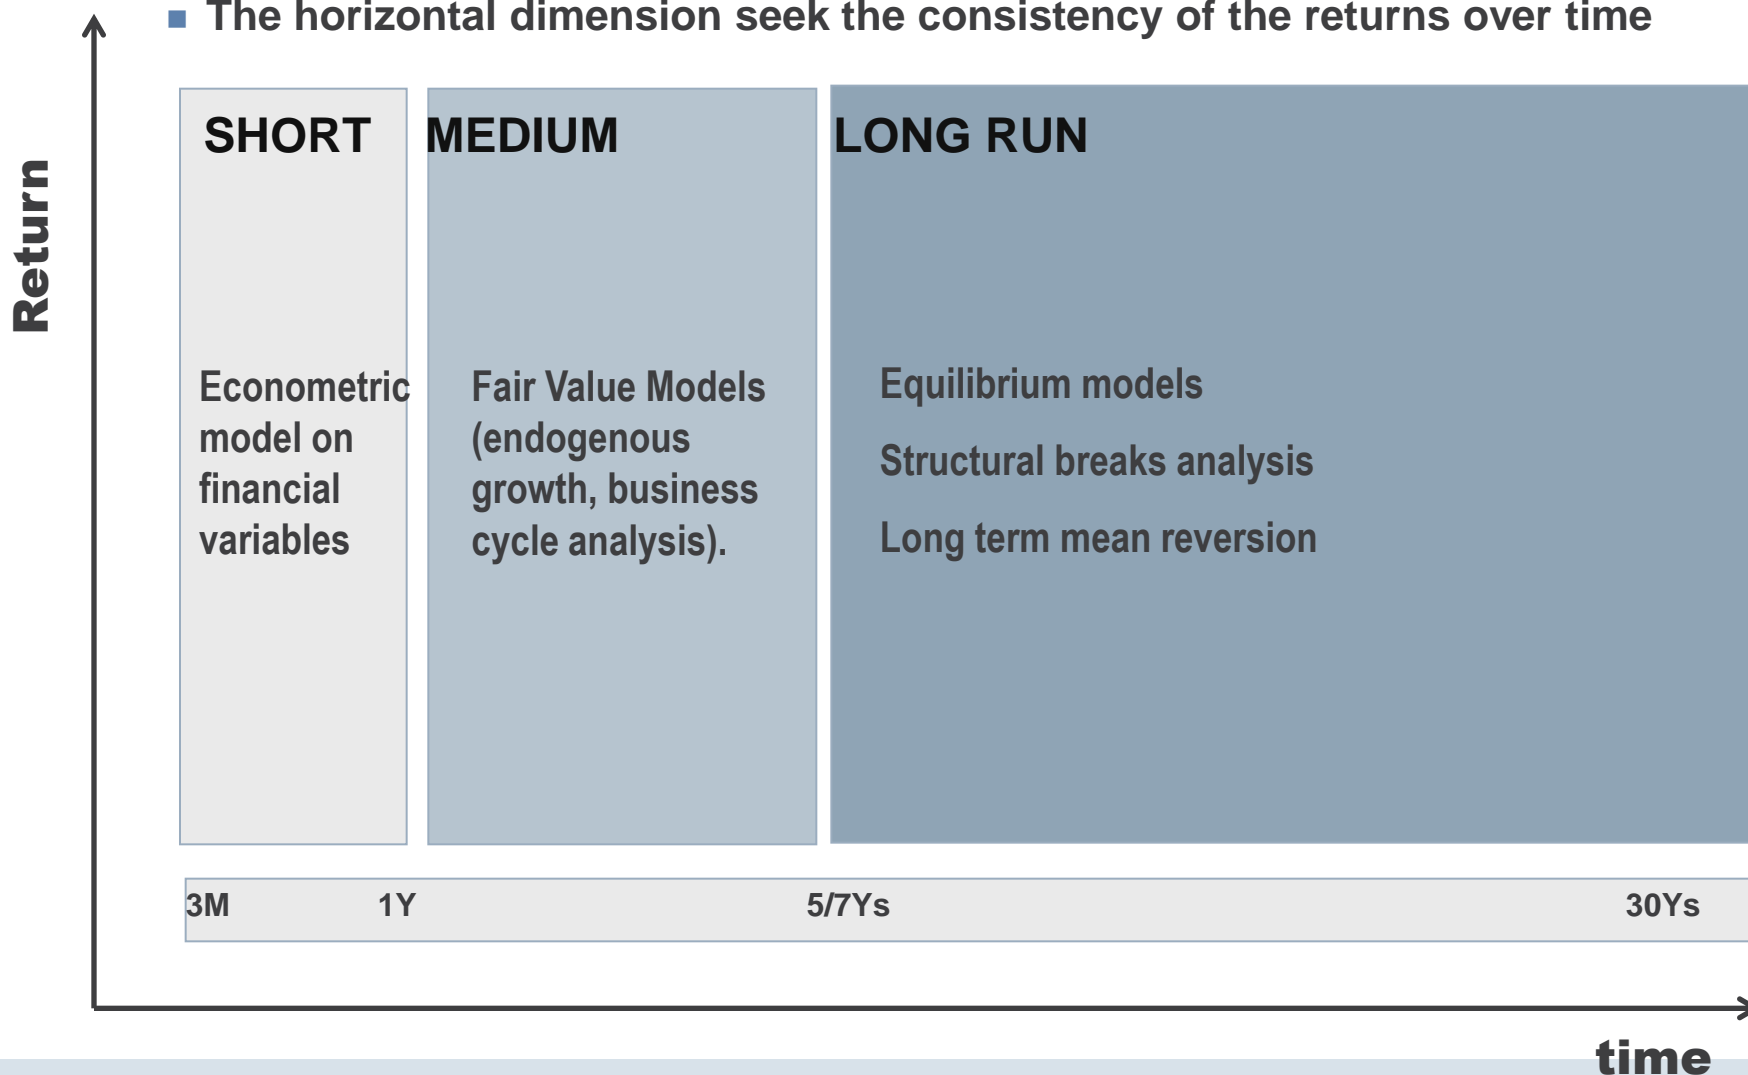 The horizontal dimension seek the consistency of the returns over time
Return
SHORT
MEDIUM
LONG RUN
Econometric
model on
financial
variables
Fair Value Models
(endogenous
growth, business
cycle analysis).
Equilibrium models
Structural breaks analysis
Long term mean reversion
3M
1Y
5/7Ys
30Ys
time